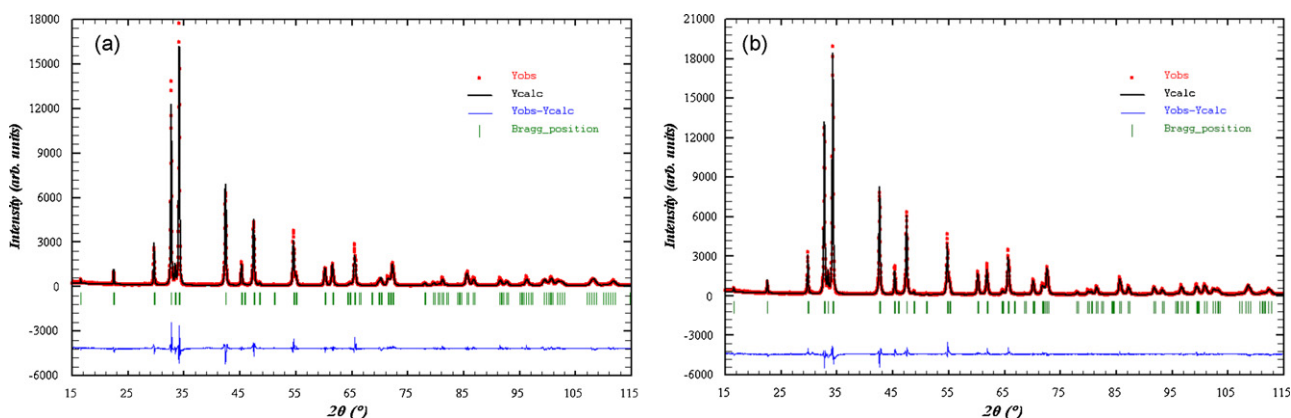 (a)
18000
15000
12000
9000
6000
3000
0
-3000
-6000
Intensity (arb. units)
Yobs
Ycalc
Yobs-Ycalc
Bragg_position
15 25 35 45 55 65 75 85 95 105 115
2θ (°)
(b)
21000
18000
15000
12000
9000
6000
3000
0
-3000
-6000
Intensity (arb. units)
Yobs
Ycalc
Yobs-Ycalc
Bragg_position
15 25 35 45 55 65 75 85 95 105 115
2θ (°)